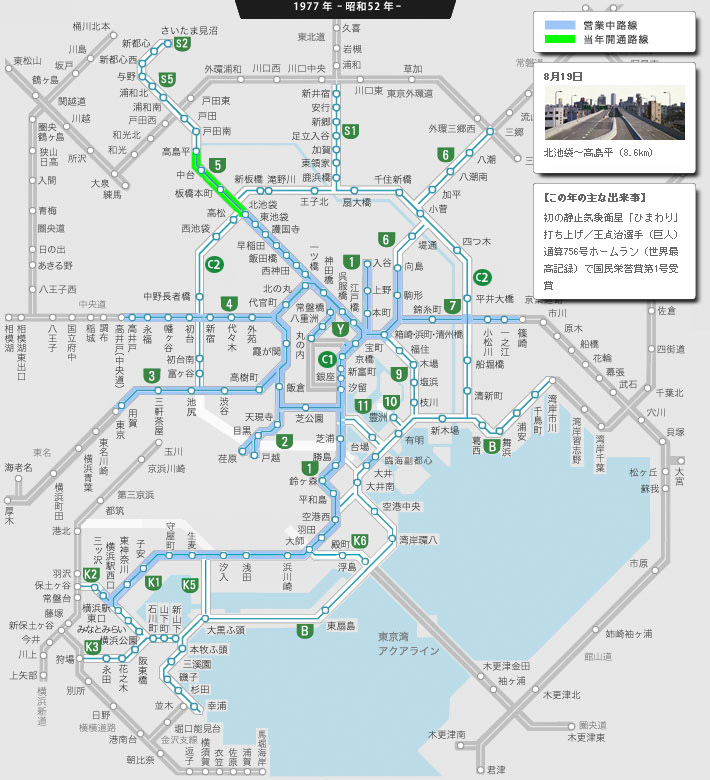 1977年 -昭和52年-
営業中路線
当年開通路線
8月19日
北池袋～高島平（8.6km）
【この年の主な出来事】
初の静止気象衛星『ひまわり』
打ち上げ／王貞治選手（巨人）
通算756号ホームラン（世界最
高記録）で国民栄誉賞第1号受
賞
桶川北本
さいたま見沼
S2
新都心
新都心西
与野
S5
浦和北
浦和南
川島
坂戸
東松山
鶴ヶ島
関越道
川越
圏央鶴ヶ島
狭山日高
所沢
入間
大泉
練馬
青梅
圏央道
日の出
あきる野
八王子西
外環浦和
川口西
川口中央
戸田東
戸田
戸田西
戸田南
和光北
和光
東北道
久喜
岩槻
浦和
草加
川口東
東京外環道
常磐道
流山
三郷
外環三郷西
新井宿
安行
新郷
足立入谷
加賀
東領家
鹿浜橋
S1
6
八潮
八潮南
加平
小菅
高島平
中台
板橋本町
5
新板橋
滝野川
王子北
扇大橋
千住新橋
高松
北池袋
東池袋
護国寺
早稲田
飯田橋
西神田
西池袋
C2
一ツ橋
神田橋
呉服橋
江戸橋
1
入谷
上野
本町
6
向島
駒形
錦糸町
堤通
四つ木
C2
平井大橋
7
京葉道路
中央道
相模湖
相模湖東出口
八王子
国立府中
稲城
調布
高井戸(中央道)
高井戸
永福
幡ヶ谷
初台
新宿
代々木
外苑
中野長者橋
4
北の丸
代官町
霞が関
常盤橋
八重洲
丸の内
Y
C1
銀座
宝町
京橋
新富町
汐留
箱崎・浜町・清洲橋
福住
木場
塩浜
枝川
9
小松川
一之江
篠崎
船堀橋
清新町
市川
原木
船橋
花輪
幕張
武石
千葉北
穴川
貝塚
大宮
佐倉
四街道
初台南
富ヶ谷
3
高樹町
飯倉
芝公園
池尻
渋谷
三軒茶屋
用賀
東京
天現寺
目黒
荏原
戸越
2
芝浦
勝島
鈴ヶ森
平和島
空港西
羽田
大師
1
11
10
豊洲
台場
有明
臨海副都心
新木場
大井
大井南
空港中央
湾岸環八
葛西
舞浜
浦安
千鳥町
湾岸市川
B
湾岸習志野
湾岸千葉
松ヶ丘
蘇我
市原
東名
東名川崎
横浜青葉
横浜町田
海老名
厚木
玉川
京浜川崎
第三京浜
都筑
港北
羽沢
保土ヶ谷
常盤台
三ツ沢
横浜駅西口
東神奈川
子安
守屋町
生麦
汐入
浅田
浜川崎
殿町
浮島
K6
K2
K1
K5
K3
横浜駅東口
みなとみらい
横浜公園
石川町
山下町
新山下
大黒ふ頭
東扇島
B
本牧ふ頭
三溪園
磯子
杉田
幸浦
並木
堀口能見台
藤塚
新保土ヶ谷
今井
川上
上矢部
横浜新道
狩場
永田
花之木
阪東橋
別所
日野
横横道路
港南台
朝比奈
金沢支線
逗子
横須賀
衣笠
佐原
浦賀
馬堀海岸
東京湾アクアライン
姉崎袖ヶ浦
館山道
木更津金田
袖ヶ浦
木更津北
木更津南
圏央道
木更津東
君津